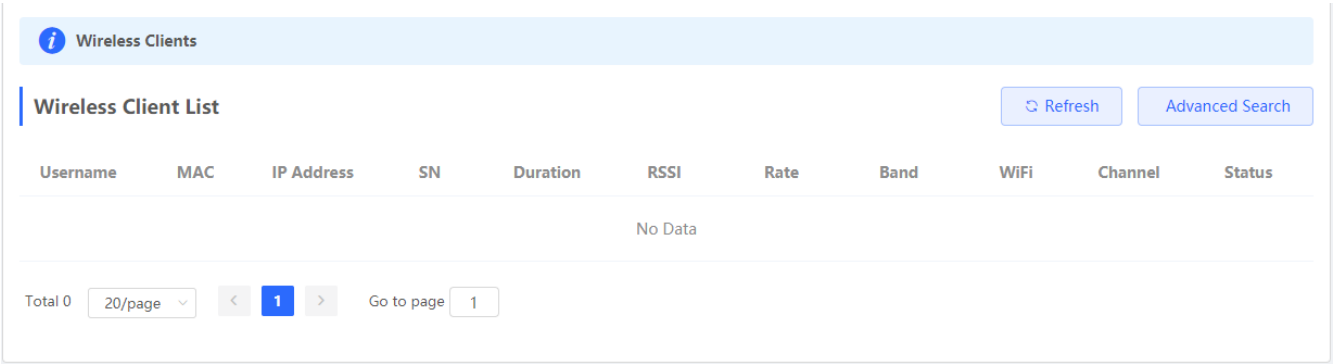 Wireless Clients
Wireless Client List
Refresh
Advanced Search
Username MAC IP Address SN Duration RSSI Rate Band WiFi Channel Status
No Data
Total 0 20/page 1 Go to page 1